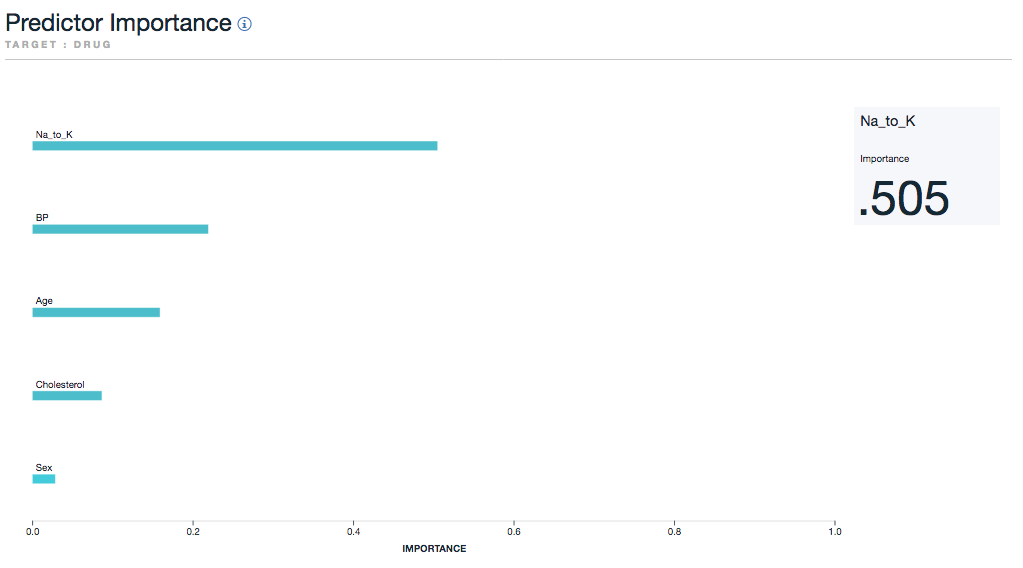 Predictor Importance
TARGET : DRUG
Na_to_K
BP
Age
Cholesterol
Sex
0.0 0.2 0.4 0.6 0.8 1.0
IMPORTANCE
Na_to_K
Importance
.505